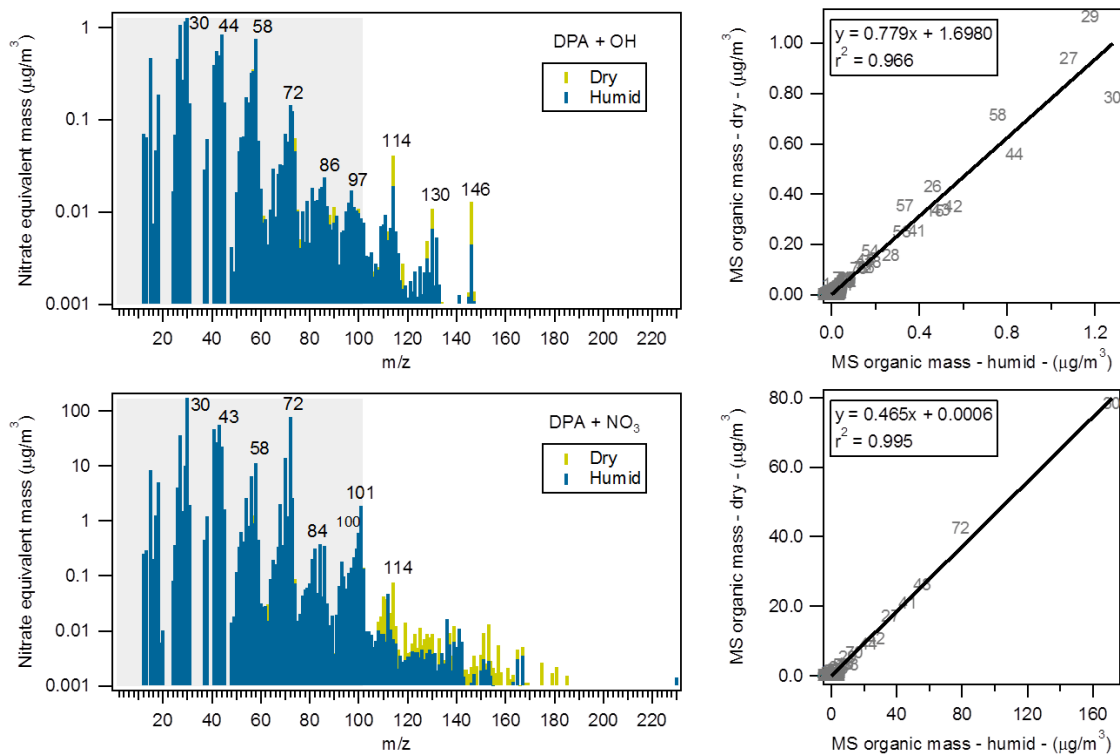 DPA + OH
Dry
Humid
Nitrate equivalent mass (µg/m³)
1
0.1
0.01
0.001
30
44
58
72
86
97
114
130
146
20 40 60 80 100 120 140 160 180 200 220
m/z
y = 0.779x + 1.6980
r² = 0.966
MS organic mass - dry - (µg/m³)
1.00
0.80
0.60
0.40
0.20
0.00
29
27
30
58
44
26
57
42
41
28
54
0.0 0.4 0.8 1.2
MS organic mass - humid - (µg/m³)
DPA + NO₃
Dry
Humid
Nitrate equivalent mass (µg/m³)
100
10
1
0.1
0.01
0.001
30
43
58
72
84
100
101
114
20 40 60 80 100 120 140 160 180 200 220
m/z
y = 0.465x + 0.0006
r² = 0.995
MS organic mass - dry - (µg/m³)
80.0
60.0
40.0
20.0
0.0
30
72
43
41
27
0 40 80 120 160
MS organic mass - humid - (µg/m³)